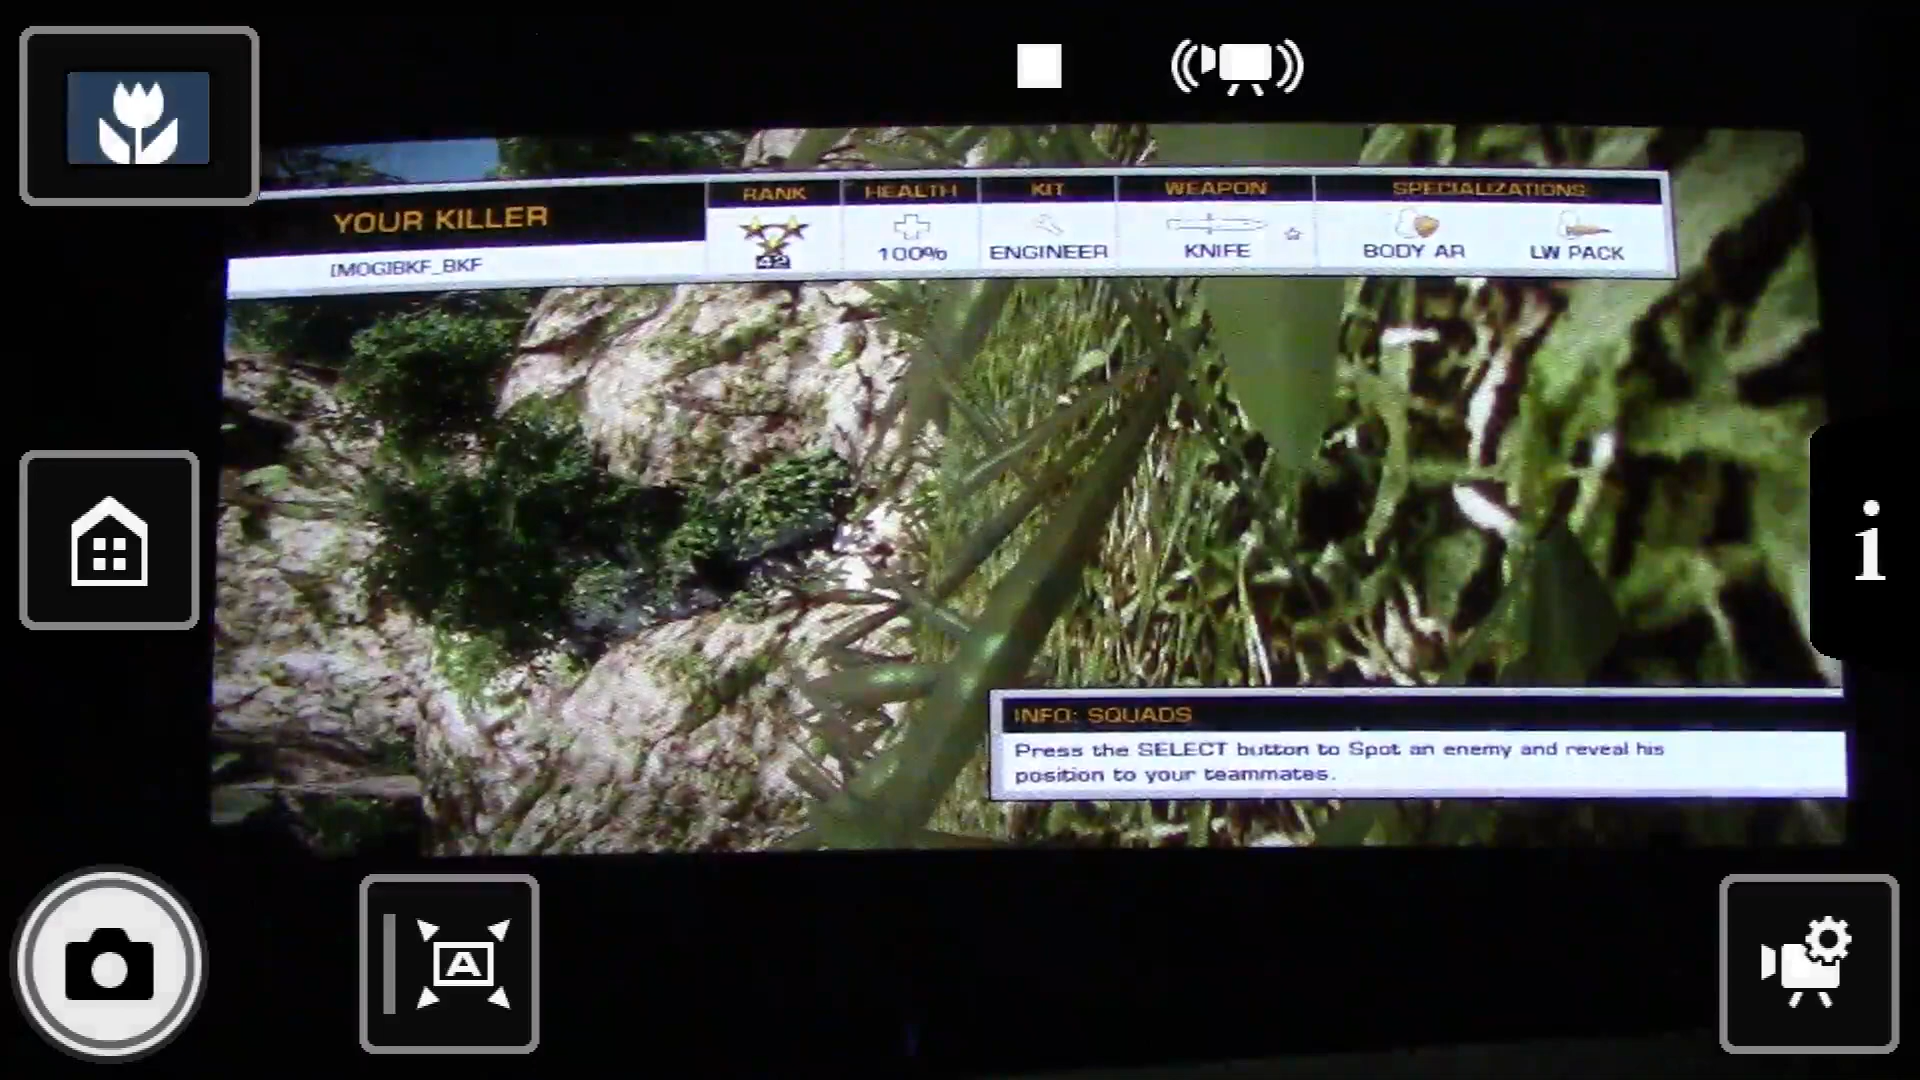 YOUR KILLER
[MOG]BKF_BKF
RANK
42
HEALTH
100%
KIT
ENGINEER
WEAPON
KNIFE
SPECIALIZATIONS
BODY AR
LW PACK
i
INFO: SQUADS
Press the SELECT button to Spot an enemy and reveal his
position to your teammates.
A